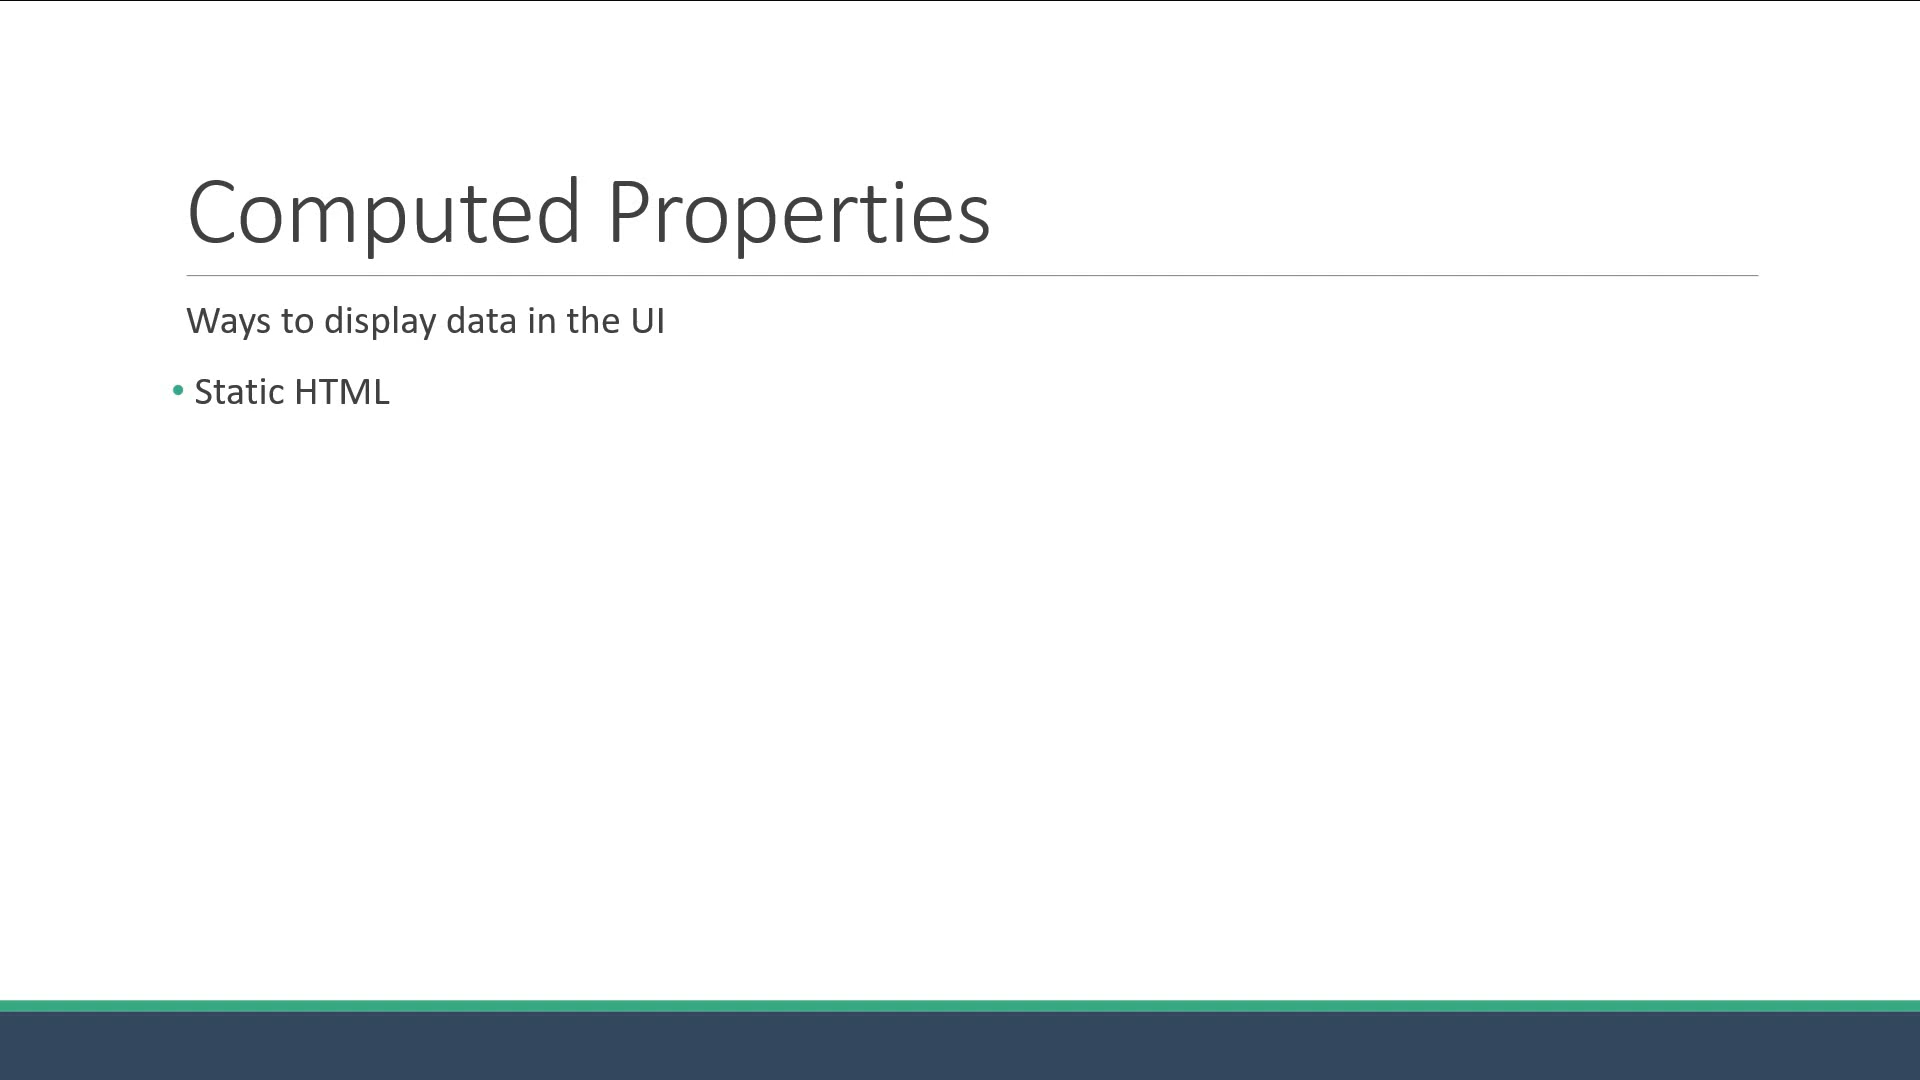 Computed Properties
Ways to display data in the UI
• Static HTML